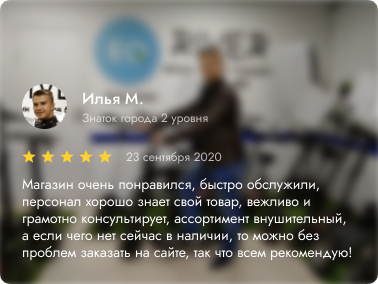 RIVER
Илья М.
Знаток города 2 уровня
23 сентября 2020
Магазин очень понравился, быстро обслужили,
персонал хорошо знает свой товар, вежливо и
грамотно консультирует, ассортимент внушительный,
а если чего нет сейчас в наличии, то можно без
проблем заказать на сайте, так что всем рекомендую!